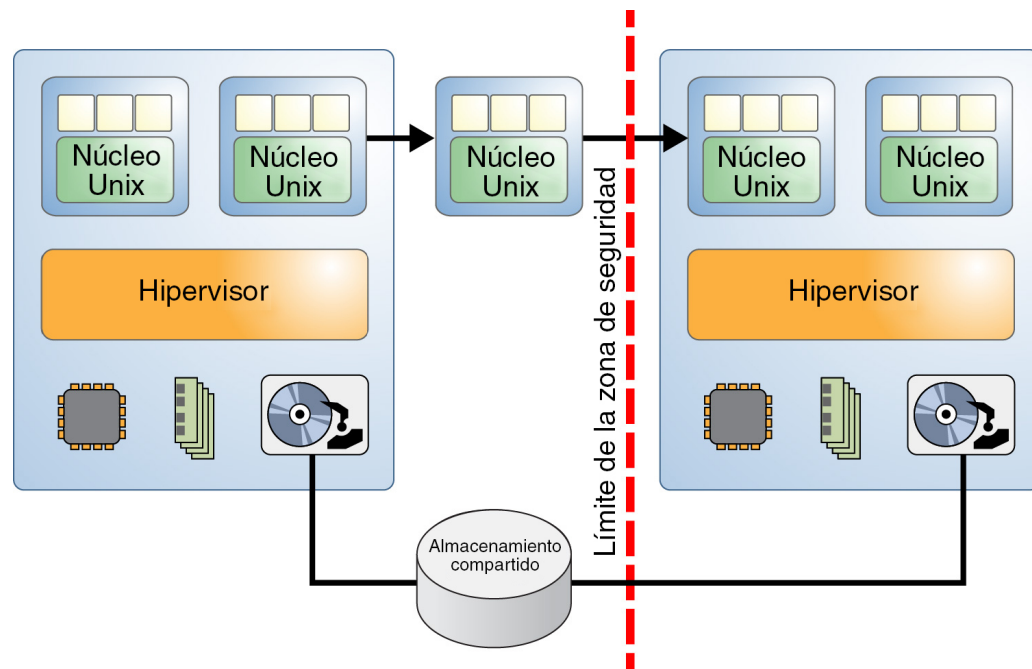 Núcleo
Unix
Núcleo
Unix
Núcleo
Unix
Núcleo
Unix
Núcleo
Unix
Hipervisor
Límite de la zona de seguridad
Hipervisor
Almacenamiento
compartido